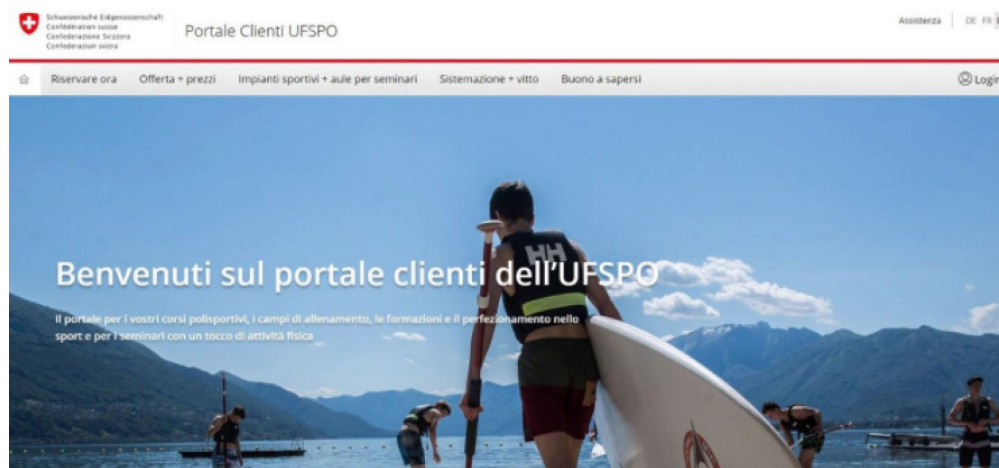 Schweizerische Eidgenossenschaft
Confédération suisse
Confederazione Svizzera
Confederaziun svizra
Portale Clienti UFSPO
Assistenza
DE FR
Riservare ora Offerta + prezzi Impianti sportivi + aule per seminari Sistemazione + vitto Buono a sapersi
Login
HH
Benvenuti sul portale clienti dell'UFSPO
Il portale per i vostri corsi polisportivi, i campi di allenamento, le formazioni e il perfezionamento nello
sport e per i seminari con un tocco di attività fisica